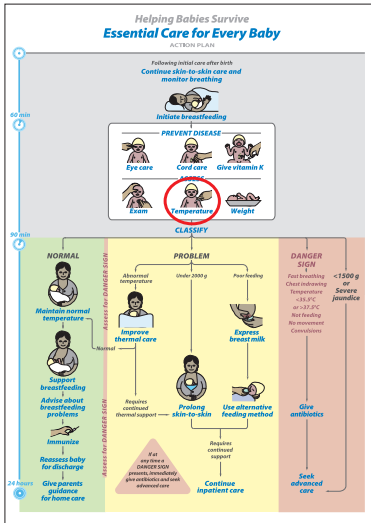 Helping Babies Survive
Essential Care for Every Baby
ACTION PLAN
Following initial care after birth
Continue skin-to-skin care and
monitor breathing
Initiate breastfeeding
60 min
PREVENT DISEASE
Eye care
Cord care
Give vitamin K
ASSESS
Exam
Temperature
Weight
CLASSIFY
90 min
NORMAL
Maintain normal
temperature
Support
breastfeeding
Advise about
breastfeeding
problems
Immunize
Reassess baby
for discharge
Give parents
guidance
for home care
Assess for DANGER SIGN
Assess for DANGER SIGN
PROBLEM
Abnormal
temperature
Improve
thermal care
Normal
Requires
continued
thermal support
Under 2000 g
Prolong
skin-to-skin
Poor feeding
Express
breast milk
Use alternative
feeding method
Requires
continued
support
Continue
inpatient care
If at
any time a
DANGER SIGN
presents, immediately
give antibiotics and seek
advanced care
DANGER
SIGN
Fast breathing
Chest indrawing
Temperature
<35.5°C
or >37.5°C
Not feeding
No movement
Convulsions
Give
antibiotics
Seek
advanced care
<1500 g
or
Severe
jaundice
24 hours